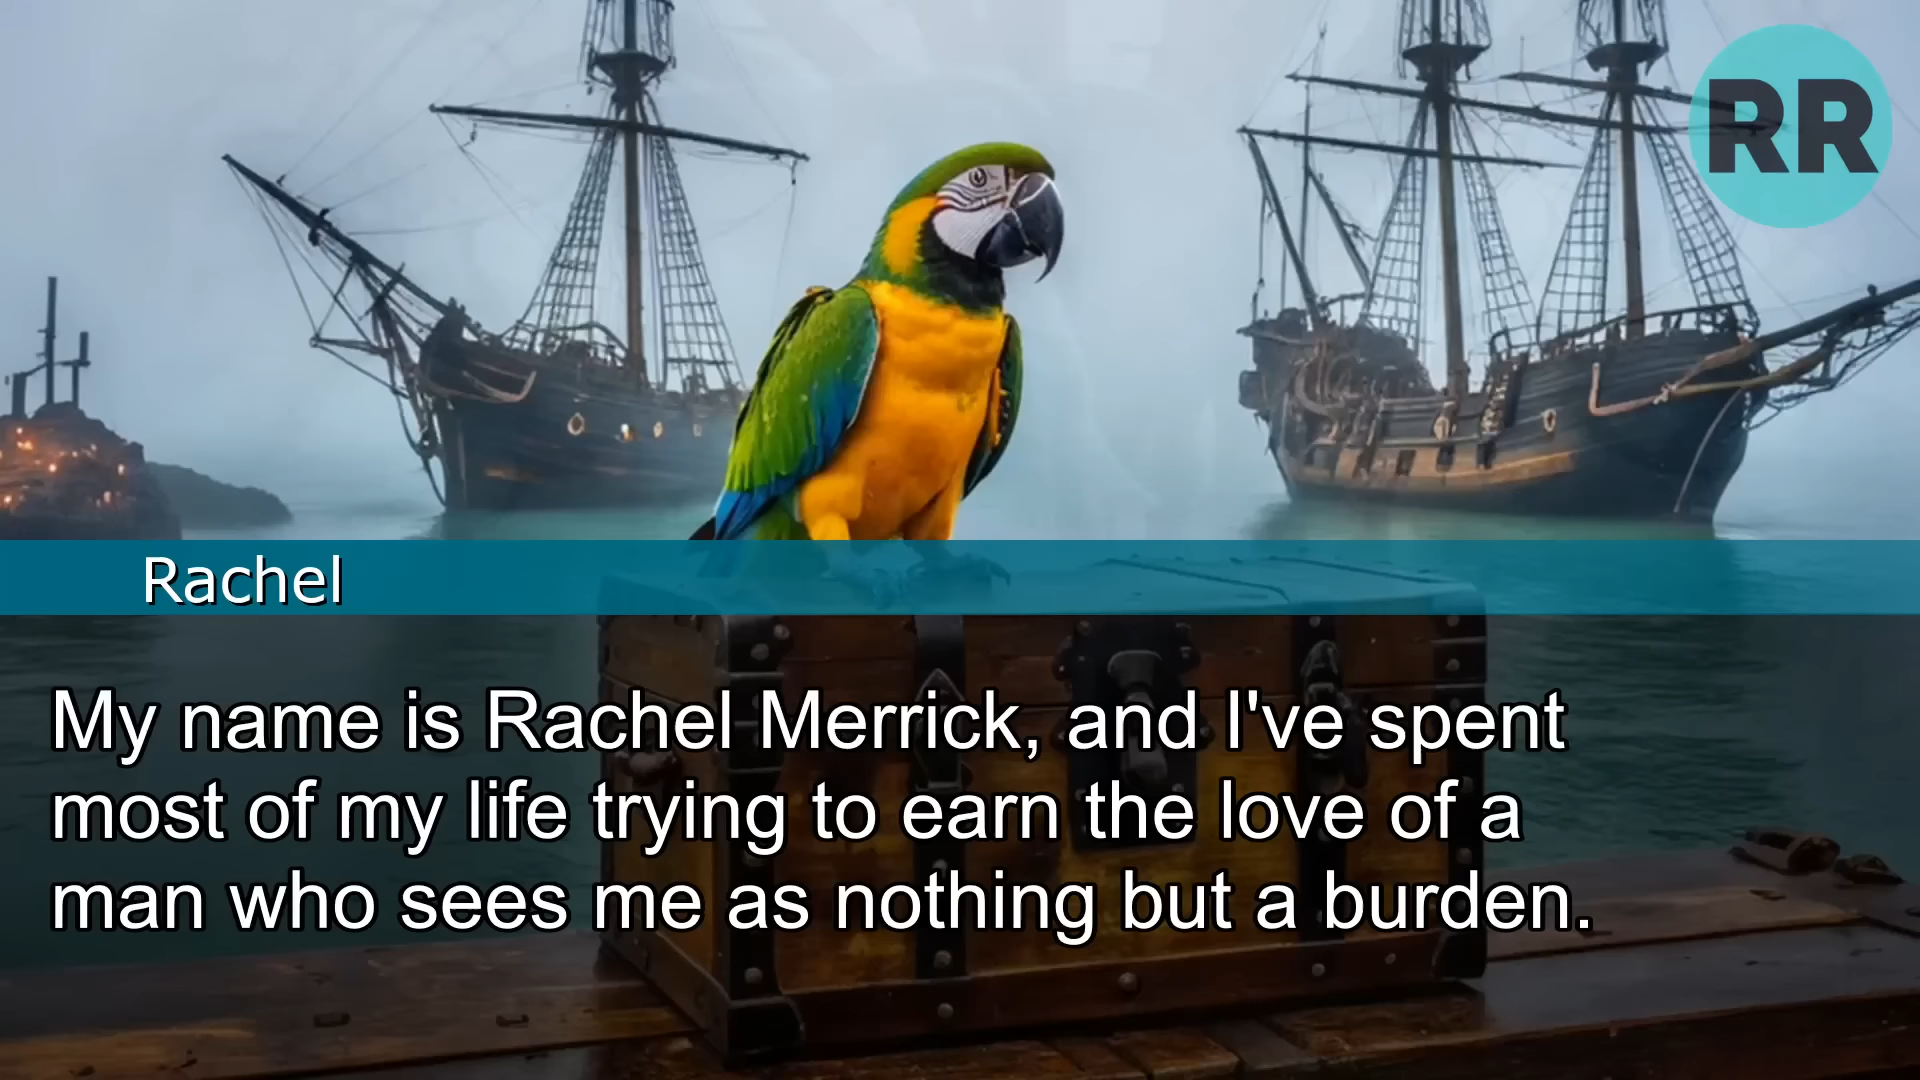 RR
Rachel
My name is Rachel Merrick, and I've spent
most of my life trying to earn the love of a
man who sees me as nothing but a burden.